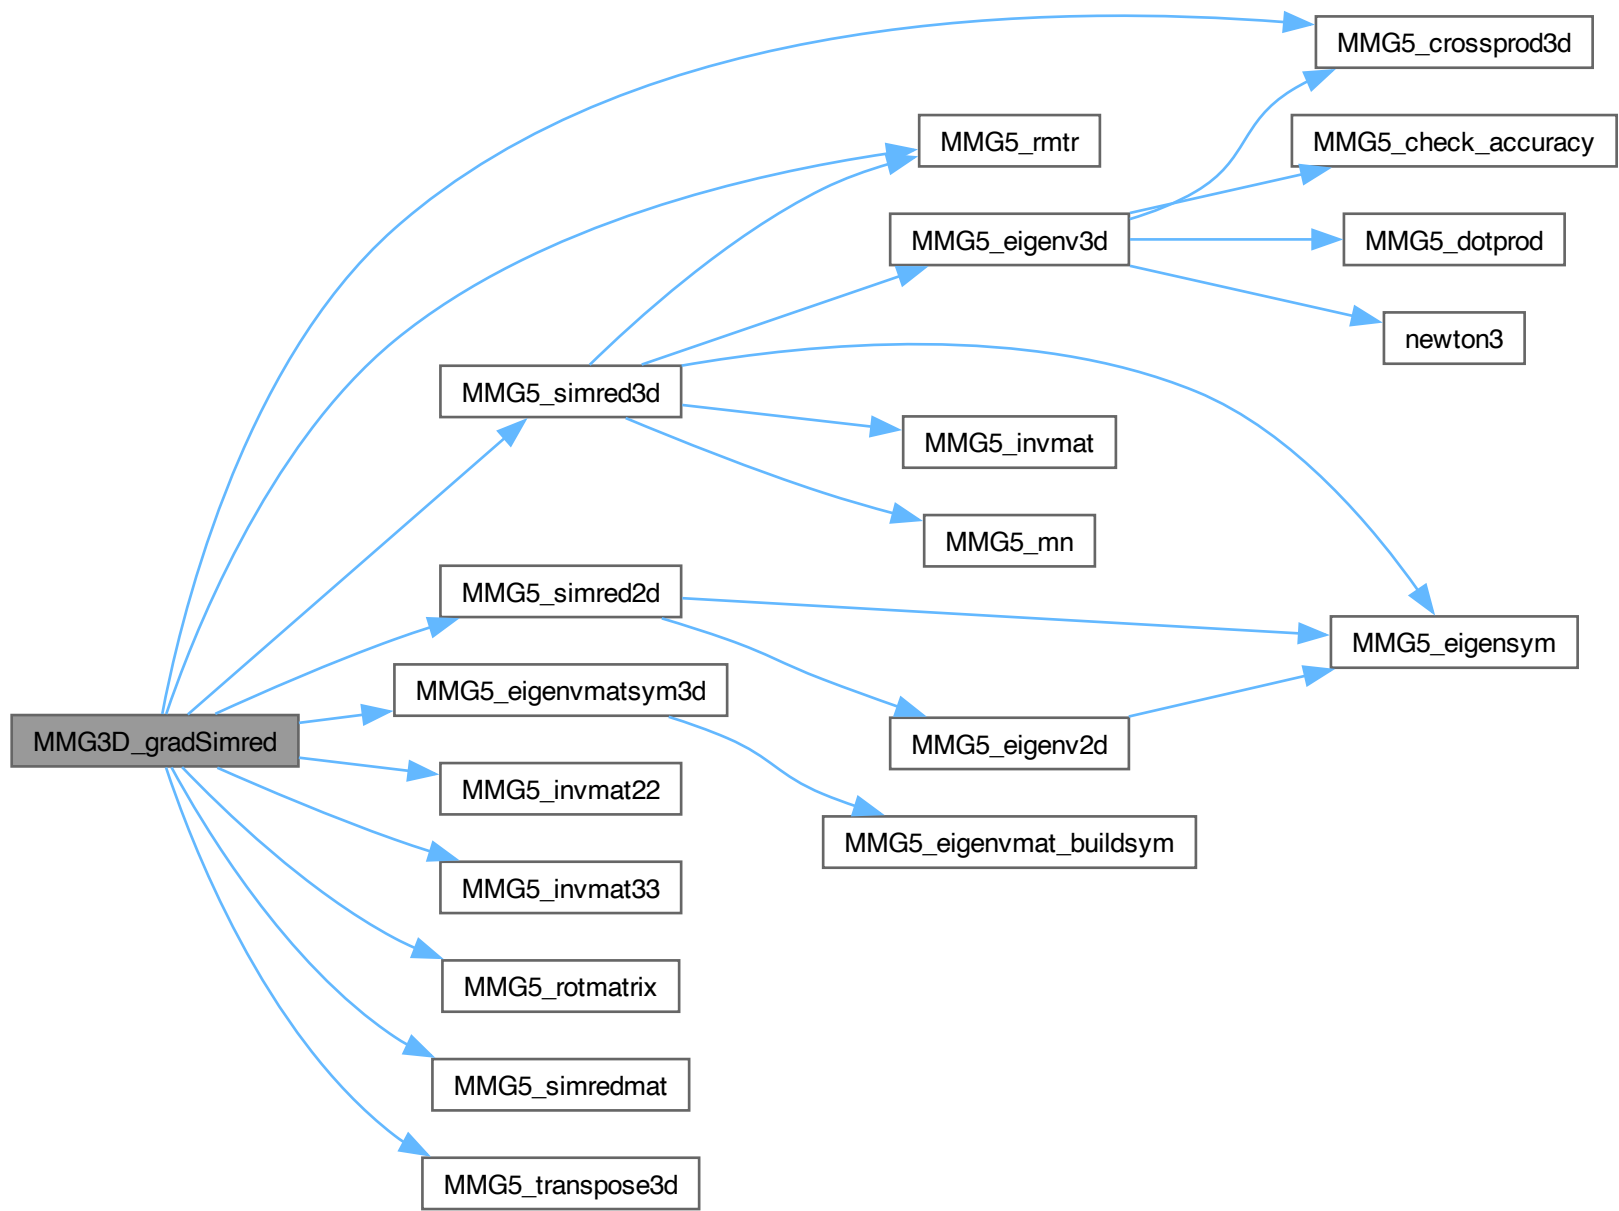 MMG5_crossprod3d
MMG5_rmtr
MMG5_check_accuracy
MMG5_eigenv3d
MMG5_dotprod
newton3
MMG5_simred3d
MMG5_invmat
MMG5_mn
MMG5_simred2d
MMG5_eigensym
MMG5_eigenvmatsym3d
MMG3D_gradSimred
MMG5_eigenv2d
MMG5_invmat22
MMG5_eigenvmat_buildsym
MMG5_invmat33
MMG5_rotmatrix
MMG5_simredmat
MMG5_transpose3d